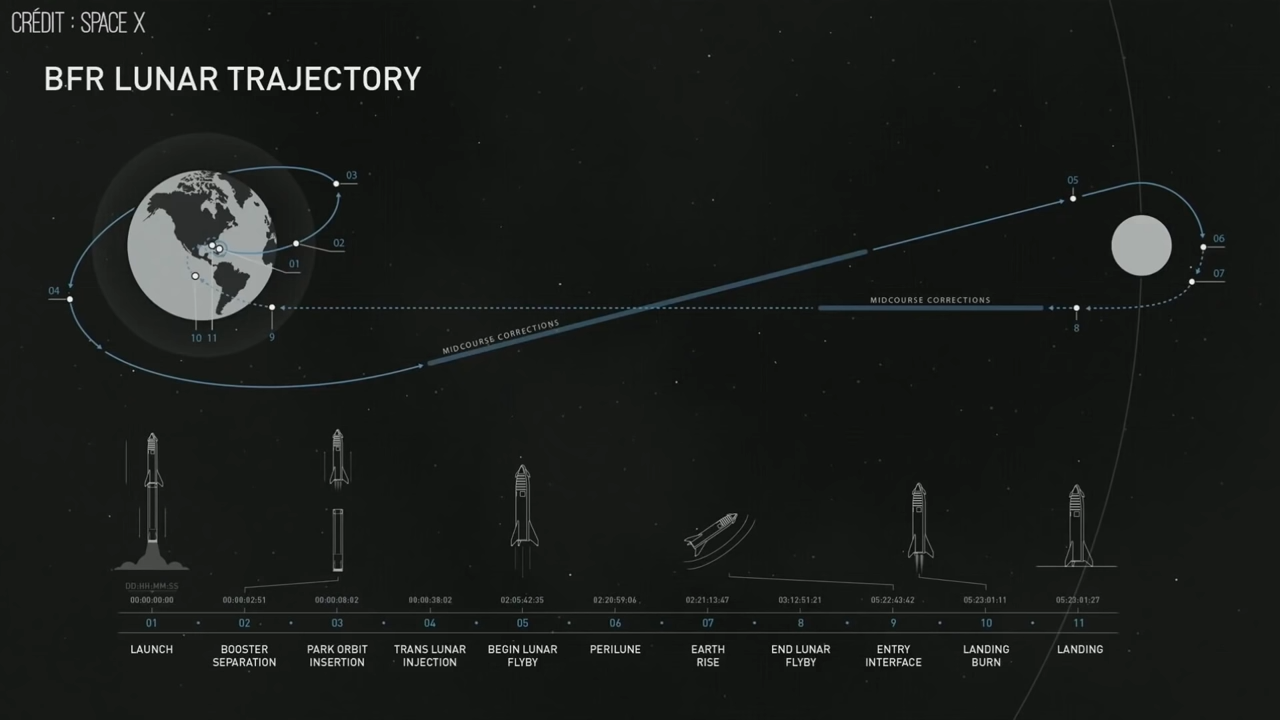 CRÉDIT : SPACE X
BFR LUNAR TRAJECTORY
03
02
01
04
10 11
9
MIDCOURSE CORRECTIONS
05
06
07
MIDCOURSE CORRECTIONS
8
DD:HH:MM:SS
00:00:00:00 00:00:02:51 00:00:08:02 00:00:38:02 02:05:42:35 02:20:59:06 02:21:13:47 03:12:51:21 05:22:43:42 05:23:01:11 05:23:01:27
01 02 03 04 05 06 07 8 9 10 11
LAUNCH BOOSTER PARK ORBIT TRANS LUNAR BEGIN LUNAR PERILUNE EARTH END LUNAR ENTRY LANDING LANDING
SEPARATION INSERTION INJECTION FLYBY RISE FLYBY INTERFACE BURN